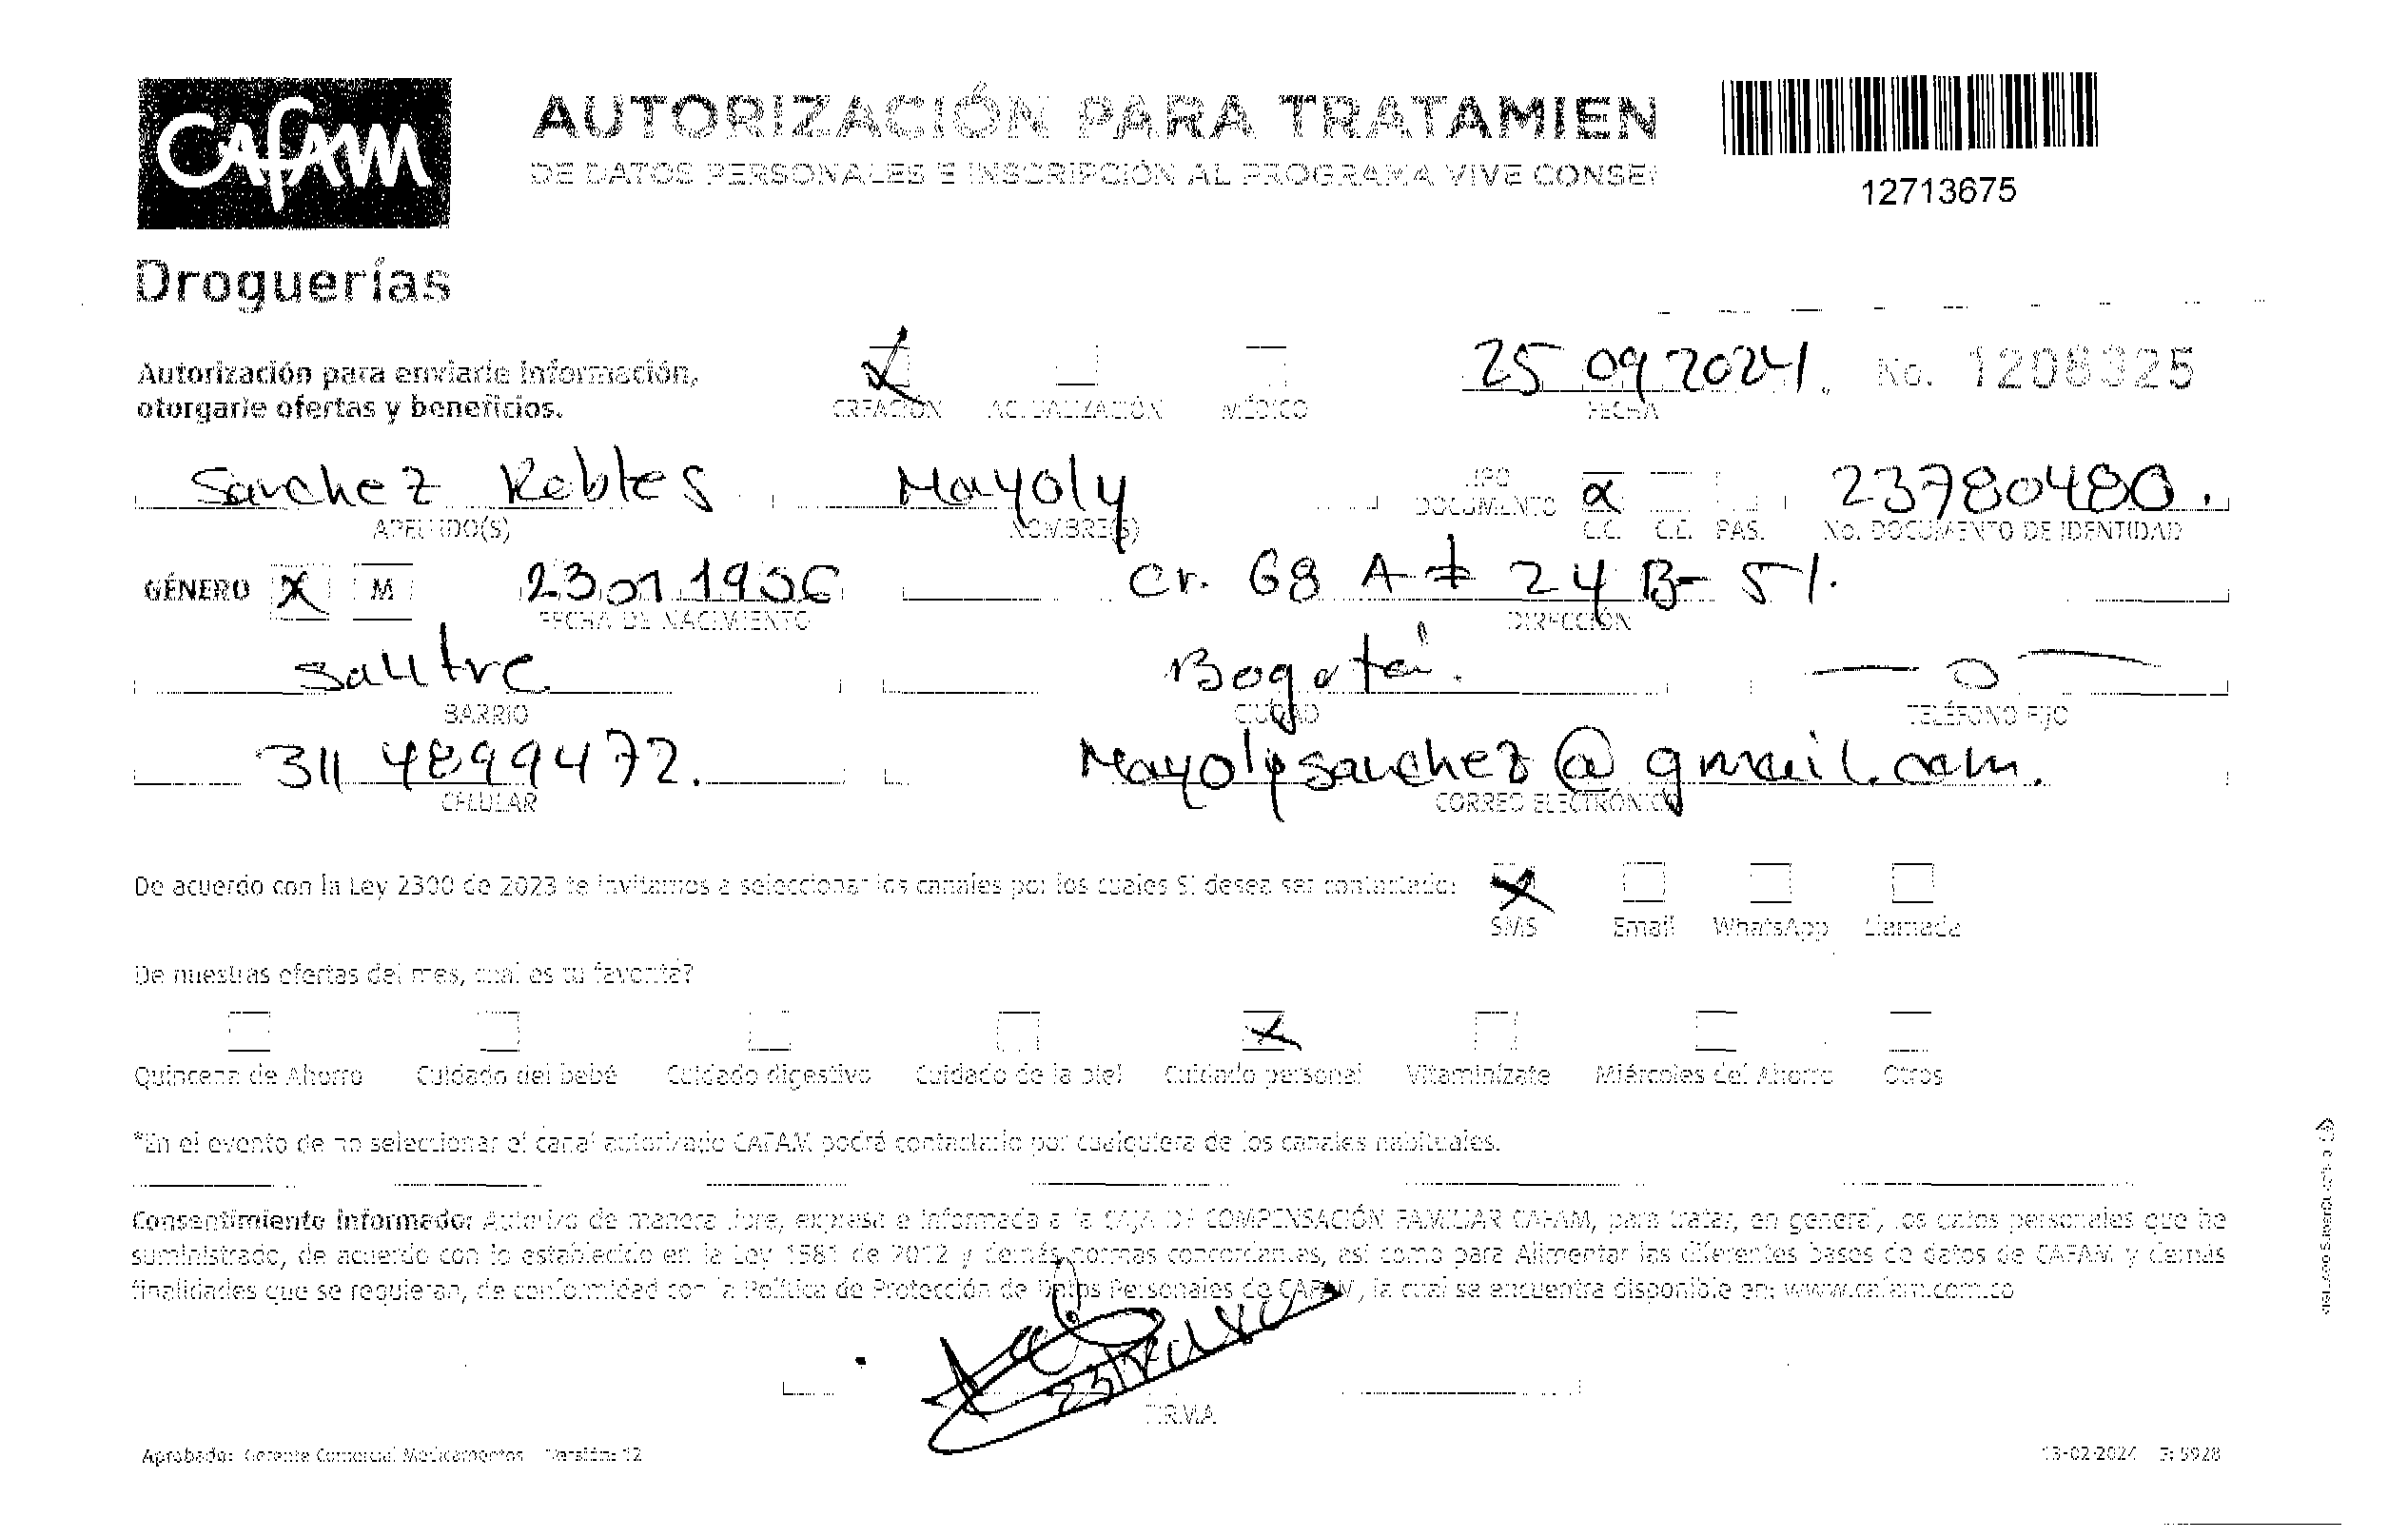 CAFAM
AUTORIZACIÓN PARA TRATAMIEN
DE DATOS PERSONALES E INSCRIPCIÓN AL PROGRAMA VIVE CONSE
12713675
Droguerías
Autorización para enviarle información,
otorgarle ofertas y beneficios.
CREACIÓN ACTUALIZACIÓN MÉDICO
25 09 2024.
FECHA
No. 1208325
Sanchez Robles Mayoly X 23780480.
APELLIDO(S) NOMBRE(S) TIPO DOCUMENTO C.C. C.E. PAS. No. DOCUMENTO DE IDENTIDAD
GÉNERO X M 23 01 1956 Cr. 68 A # 24 B- 51.
FECHA DE NACIMIENTO DIRECCIÓN
Salitre Bogotá. — 0 —
BARRIO CIUDAD TELÉFONO FIJO
311 4899472. Mayolysanchez@gmail.com.
CELULAR CORREO ELECTRÓNICO
De acuerdo con la Ley 2300 de 2023 te invitamos a seleccionar los canales por los cuales SI desea ser contactado: X
SMS Email WhatsApp Llamada
De nuestras ofertas del mes, cual es tu favorita?
X
Quincena de Ahorro Cuidado del bebé Cuidado digestivo Cuidado de la piel Cuidado personal Vitaminízate Miércoles del Ahorro Otros
*En el evento de no seleccionar el canal autorizado CAFAM podrá contactarlo por cualquiera de los canales habituales.
Consentimiento informado: Autorizo de manera libre, expresa e informada a la CAJA DE COMPENSACIÓN FAMILIAR CAFAM, para tratar, en general, los datos personales que he
suministrado, de acuerdo con lo establecido en la Ley 1581 de 2012 y demás normas concordantes, así como para Alimentar las diferentes bases de datos de CAFAM y demás
finalidades que se requieran, de conformidad con la Política de Protección de Datos Personales de CAFAM, la cual se encuentra disponible en: www.cafam.com.co
FIRMA
Aprobado: Gerente Comercial Medicamentos Versión: 12
13-02-2024 F: 5928